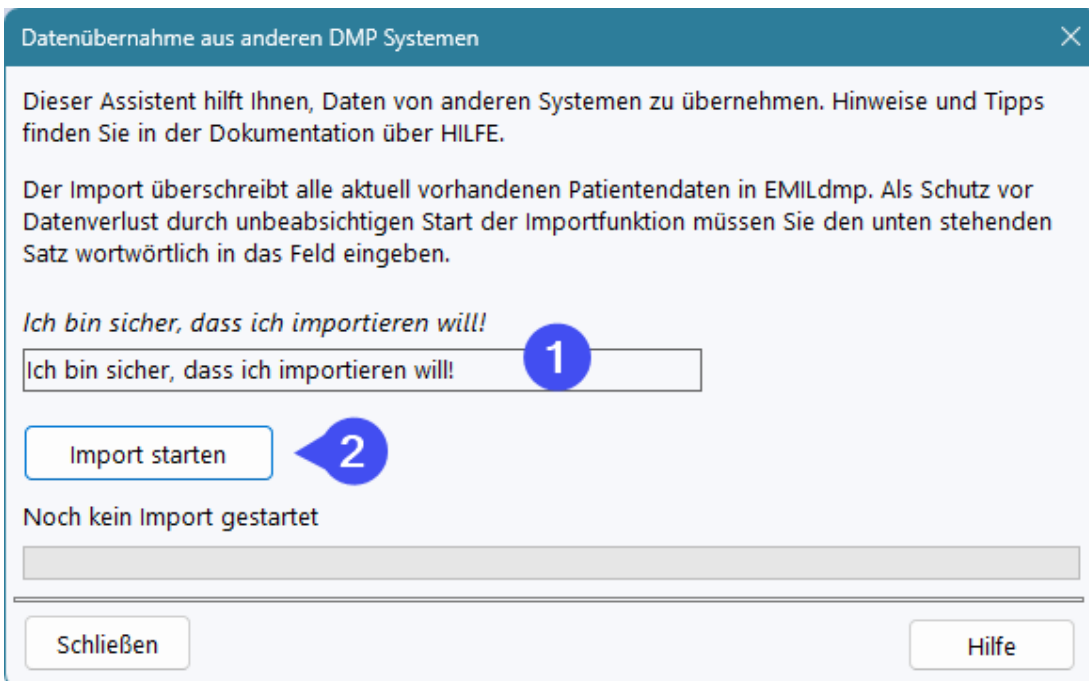 Datenübernahme aus anderen DMP Systemen
Dieser Assistent hilft Ihnen, Daten von anderen Systemen zu übernehmen. Hinweise und Tipps
finden Sie in der Dokumentation über HILFE.
Der Import überschreibt alle aktuell vorhandenen Patientendaten in EMILdmp. Als Schutz vor
Datenverlust durch unbeabsichtigen Start der Importfunktion müssen Sie den unten stehenden
Satz wortwörtlich in das Feld eingeben.
Ich bin sicher, dass ich importieren will!
Ich bin sicher, dass ich importieren will! 1
Import starten 2
Noch kein Import gestartet
Schließen Hilfe